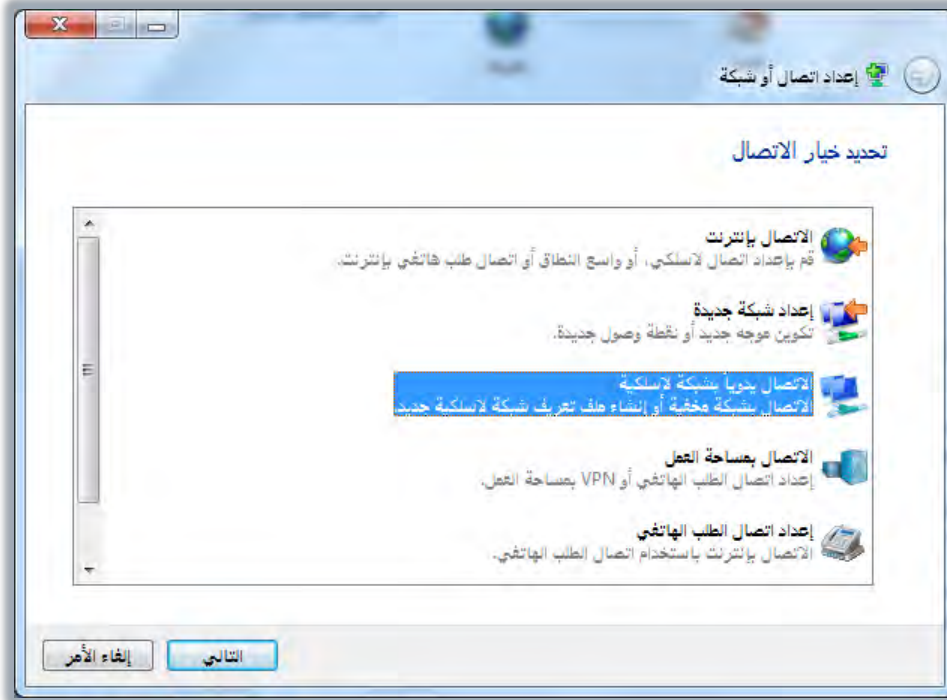 إعداد اتصال أو شبكة
تحديد خيار الاتصال
الاتصال بإنترنت
قم بإعداد اتصال لاسلكي، أو واسع النطاق أو اتصال طلب هاتفي بإنترنت.
إعداد شبكة جديدة
تكوين موجه جديد أو نقطة وصول جديدة.
الاتصال يدوياً بشبكة لاسلكية
الاتصال بشبكة مخفية أو إنشاء ملف تعريف شبكة لاسلكية جديد.
الاتصال بمساحة العمل
إعداد اتصال الطلب الهاتفي أو VPN بمساحة العمل.
إعداد اتصال الطلب الهاتفي
الاتصال بإنترنت باستخدام اتصال الطلب الهاتفي.
التالي
إلغاء الأمر